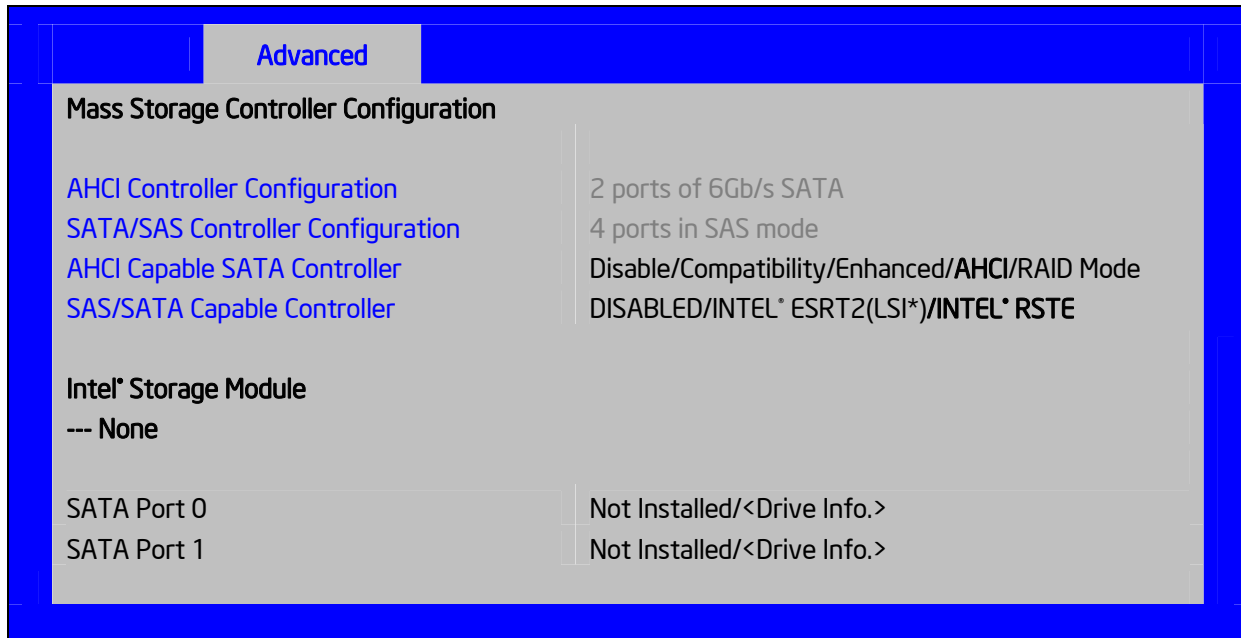 Advanced
Mass Storage Controller Configuration
AHCI Controller Configuration 2 ports of 6Gb/s SATA
SATA/SAS Controller Configuration 4 ports in SAS mode
AHCI Capable SATA Controller Disable/Compatibility/Enhanced/AHCI/RAID Mode
SAS/SATA Capable Controller DISABLED/INTEL® ESRT2(LSI*)/INTEL® RSTE
Intel® Storage Module
--- None
SATA Port 0 Not Installed/<Drive Info.>
SATA Port 1 Not Installed/<Drive Info.>